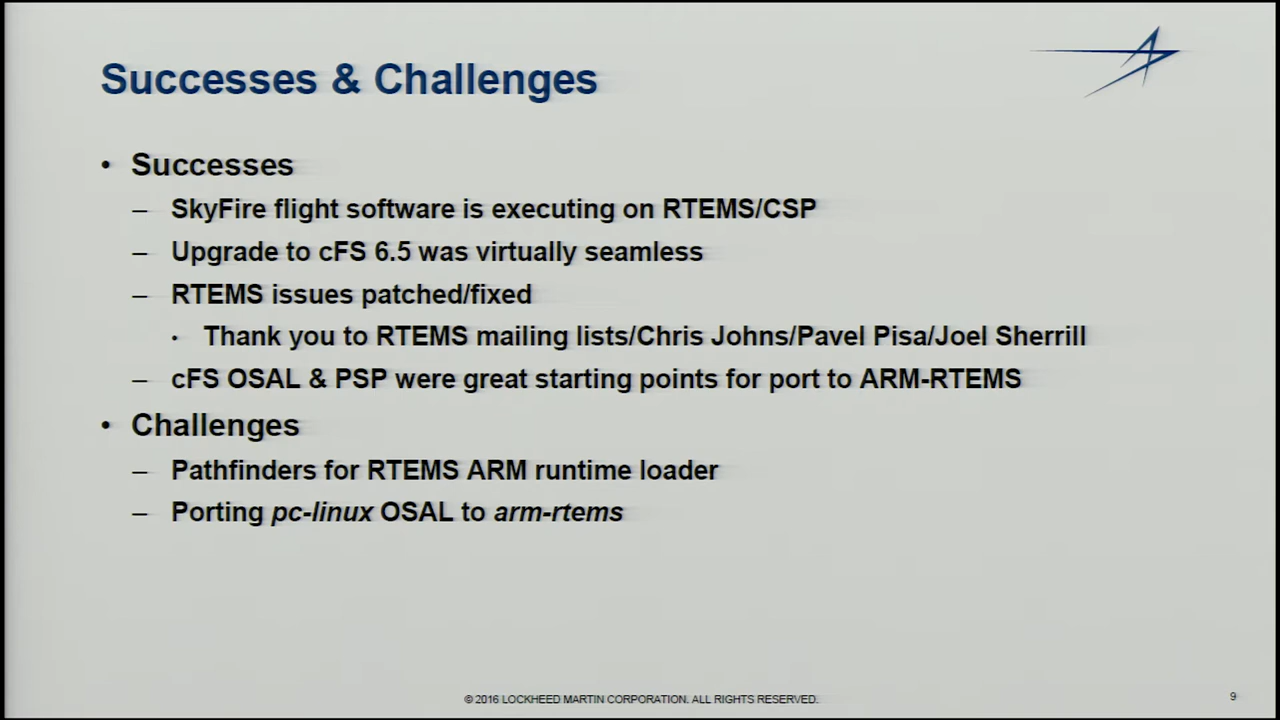 Successes & Challenges
• Successes
– SkyFire flight software is executing on RTEMS/CSP
– Upgrade to cFS 6.5 was virtually seamless
– RTEMS issues patched/fixed
• Thank you to RTEMS mailing lists/Chris Johns/Pavel Pisa/Joel Sherrill
– cFS OSAL & PSP were great starting points for port to ARM-RTEMS
• Challenges
– Pathfinders for RTEMS ARM runtime loader
– Porting pc-linux OSAL to arm-rtems
© 2016 LOCKHEED MARTIN CORPORATION. ALL RIGHTS RESERVED.
9